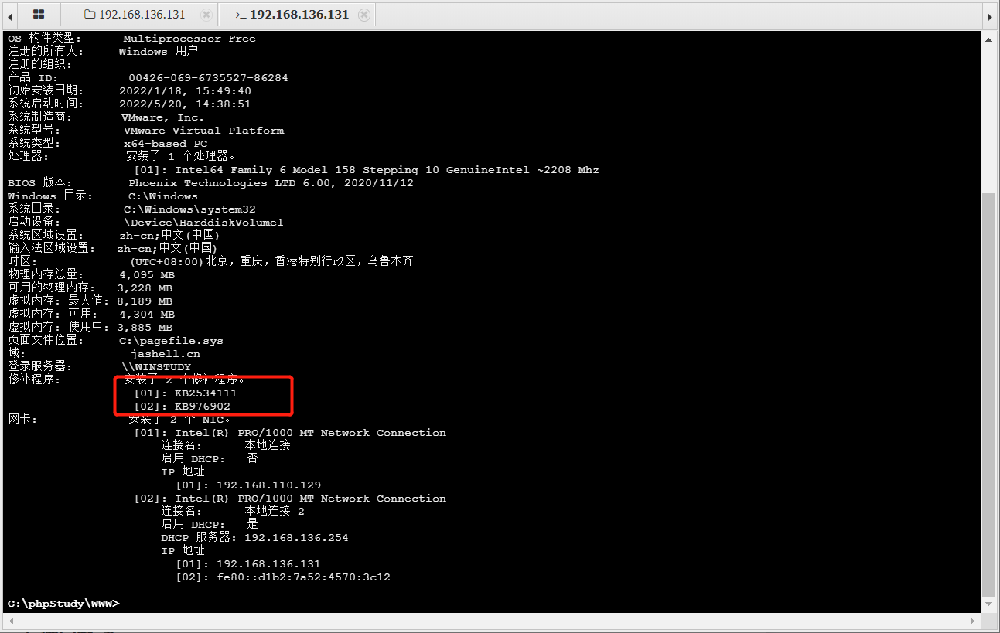 192.168.136.131
>_ 192.168.136.131
OS 构件类型: Multiprocessor Free
注册的所有人: Windows 用户
注册的组织:
产品 ID: 00426-069-6735527-86284
初始安装日期: 2022/1/18, 15:49:40
系统启动时间: 2022/5/20, 14:38:51
系统制造商: VMware, Inc.
系统型号: VMware Virtual Platform
系统类型: x64-based PC
处理器: 安装了 1 个处理器。
[01]: Intel64 Family 6 Model 158 Stepping 10 GenuineIntel ~2208 Mhz
BIOS 版本: Phoenix Technologies LTD 6.00, 2020/11/12
Windows 目录: C:\Windows
系统目录: C:\Windows\system32
启动设备: \Device\HarddiskVolume1
系统区域设置: zh-cn;中文(中国)
输入法区域设置: zh-cn;中文(中国)
时区: (UTC+08:00)北京，重庆，香港特别行政区，乌鲁木齐
物理内存总量: 4,095 MB
可用的物理内存: 3,228 MB
虚拟内存: 最大值: 8,189 MB
虚拟内存: 可用: 4,304 MB
虚拟内存: 使用中: 3,885 MB
页面文件位置: C:\pagefile.sys
域: jashell.cn
登录服务器: \\WINSTUDY
修补程序: 安装了 2 个修补程序。
[01]: KB2534111
[02]: KB976902
网卡: 安装了 2 个 NIC。
[01]: Intel(R) PRO/1000 MT Network Connection
连接名: 本地连接
启用 DHCP: 否
IP 地址
[01]: 192.168.110.129
[02]: Intel(R) PRO/1000 MT Network Connection
连接名: 本地连接 2
启用 DHCP: 是
DHCP 服务器: 192.168.136.254
IP 地址
[01]: 192.168.136.131
[02]: fe80::d1b2:7a52:4570:3c12
C:\phpStudy\WWW>